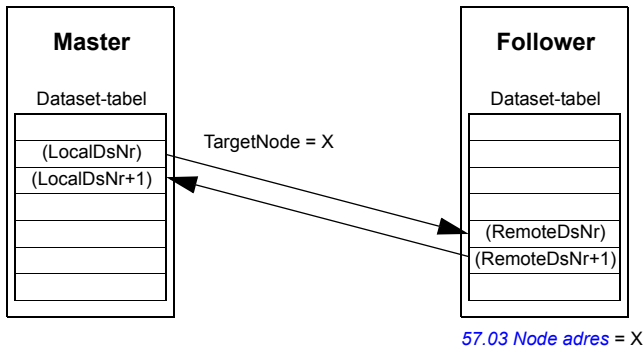 Master
Follower
Dataset-tabel
Dataset-tabel
TargetNode = X
(LocalDsNr)
(LocalDsNr+1)
(RemoteDsNr)
(RemoteDsNr+1)
57.03 Node adres = X